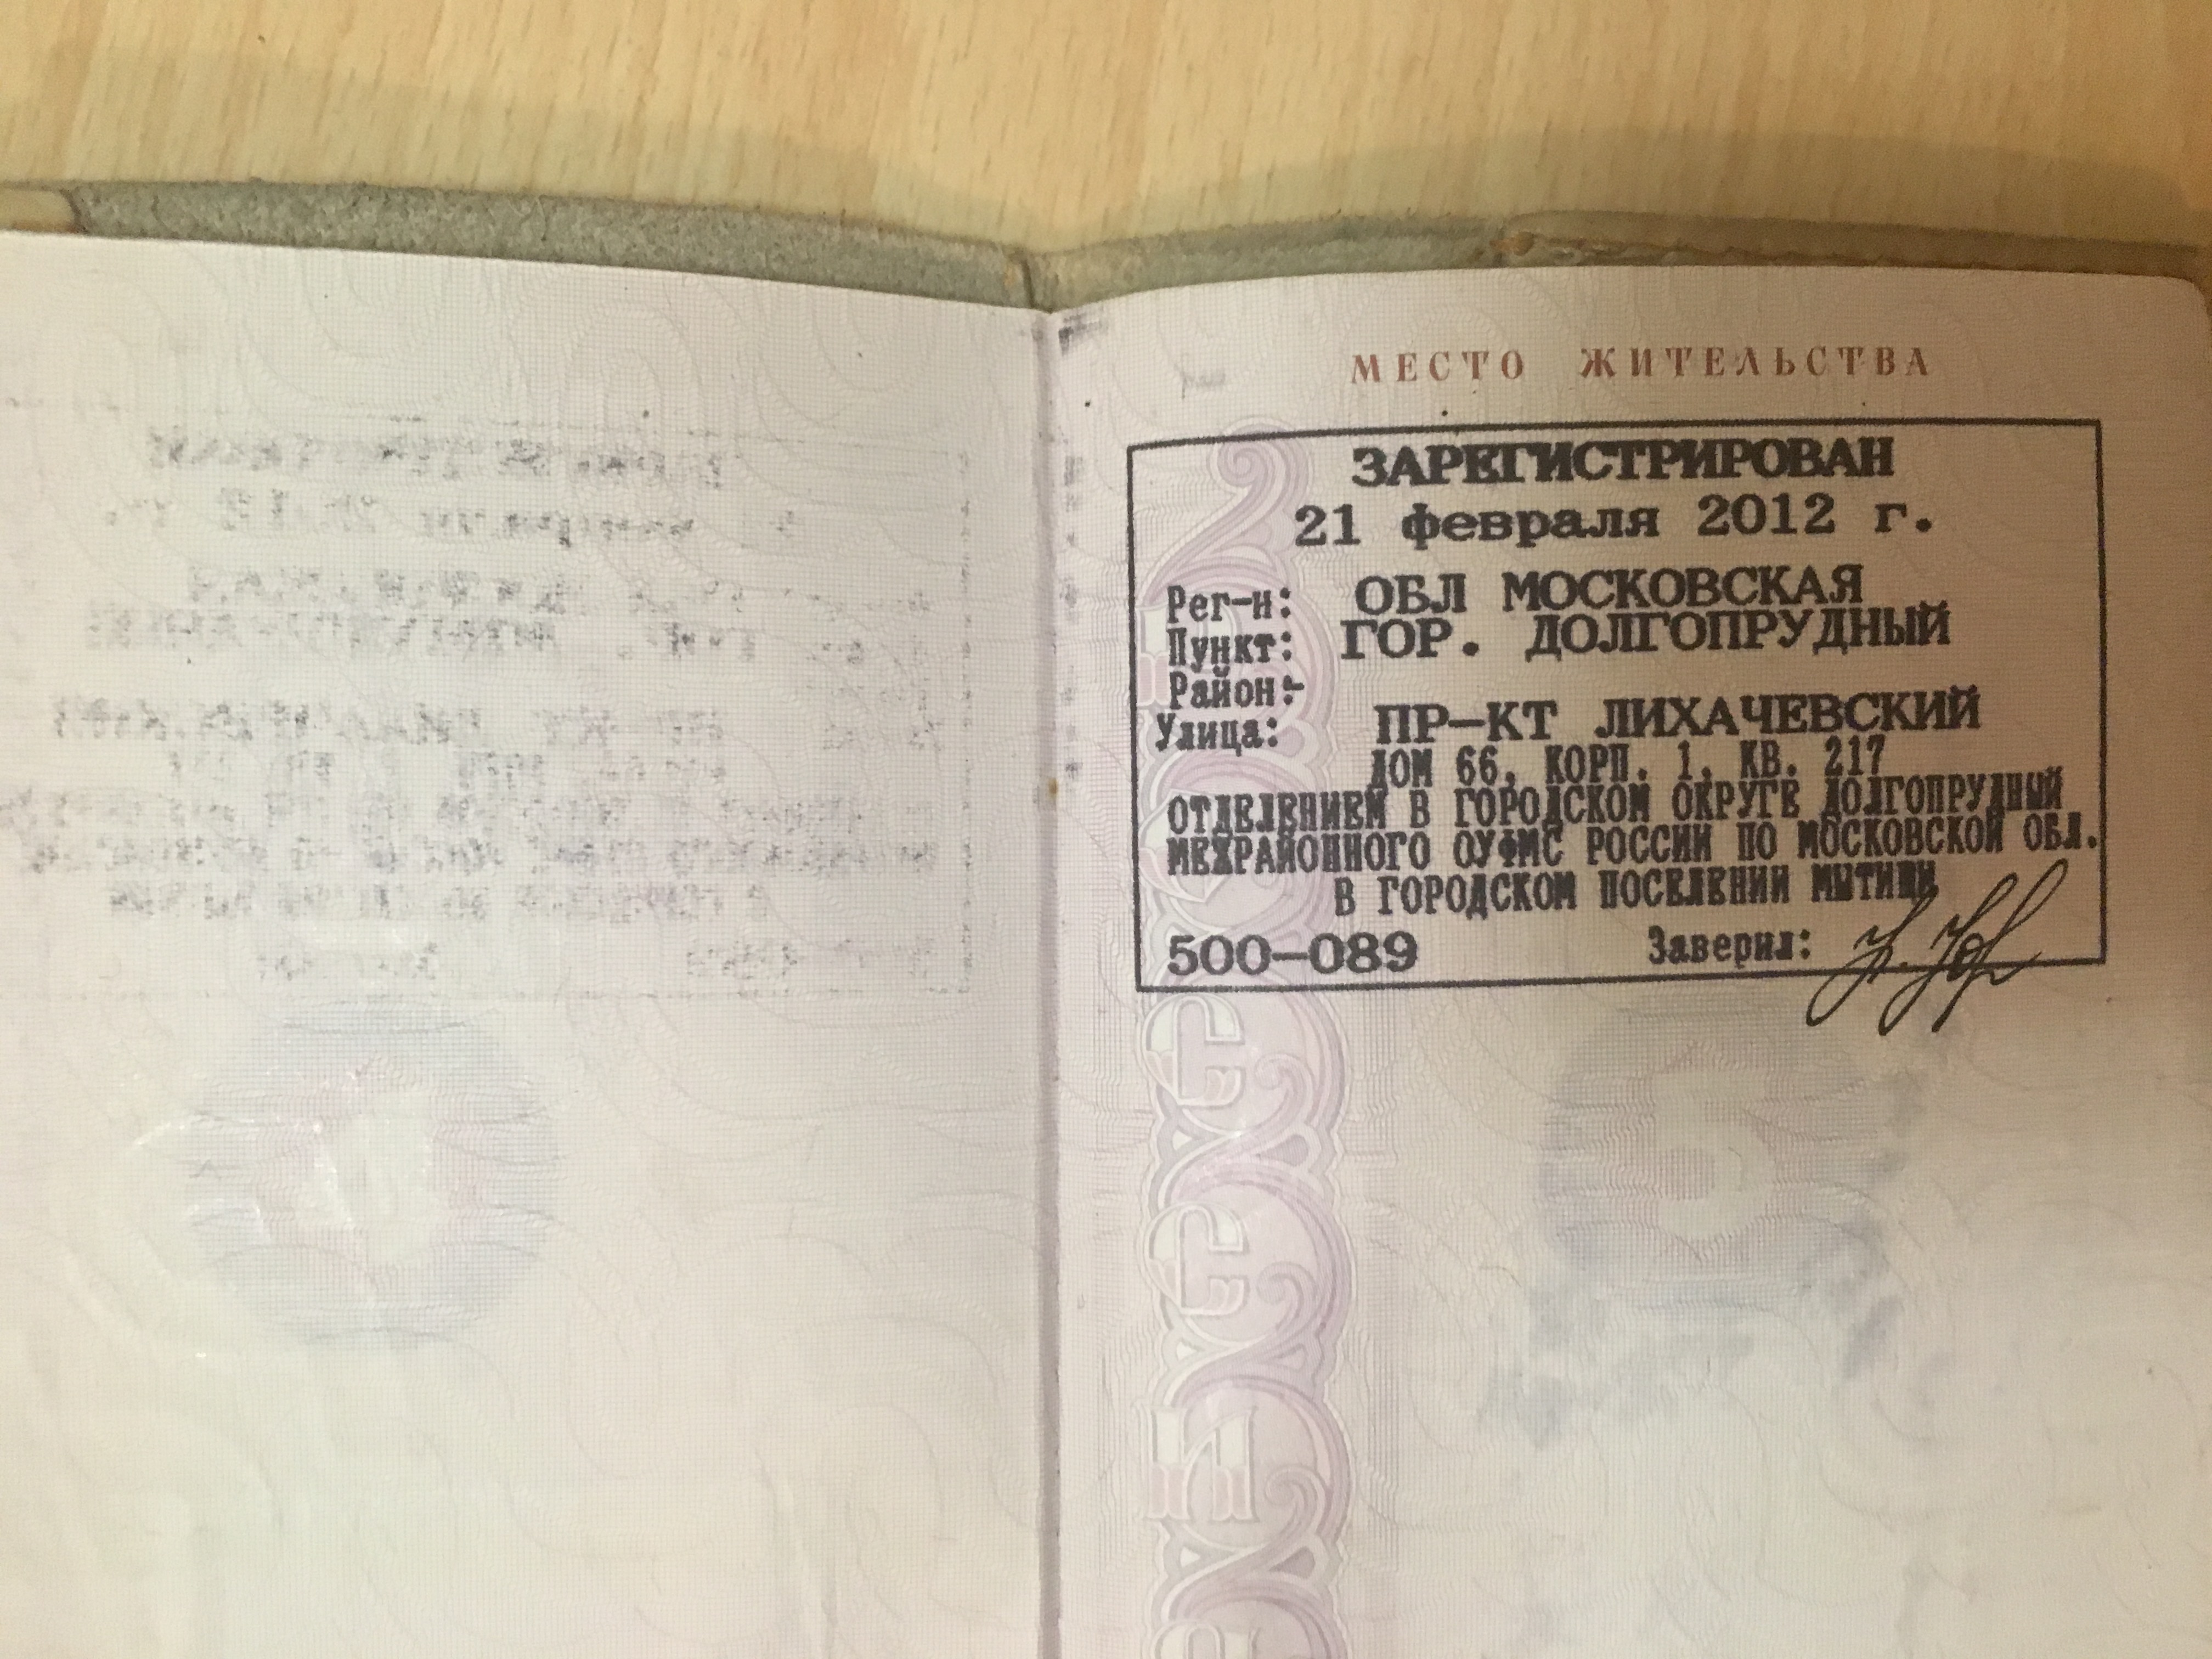 МЕСТО ЖИТЕЛЬСТВА
ЗАРЕГИСТРИРОВАН
21 февраля 2012 г.
Рег-н: ОБЛ МОСКОВСКАЯ
Пункт: ГОР. ДОЛГОПРУДНЫЙ
Район:-
Улица: ПР-КТ ЛИХАЧЕВСКИЙ
ДОМ 66, КОРП. 1, КВ. 217
ОТДЕЛЕНИЕМ В ГОРОДСКОМ ОКРУГЕ ДОЛГОПРУДНЫЙ
МЕЖРАЙОННОГО ОУФМС РОССИИ ПО МОСКОВСКОЙ ОБЛ.
В ГОРОДСКОМ ПОСЕЛЕНИИ МЫТИЩИ
500-089 Заверил: